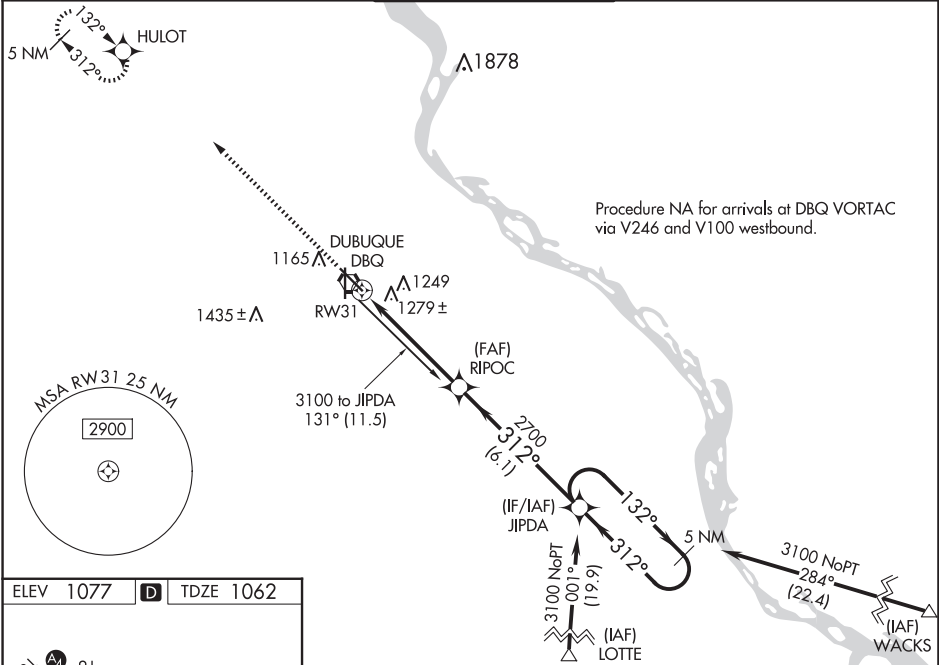 132°
HULOT
5 NM
312°
1878
Procedure NA for arrivals at DBQ VORTAC
via V246 and V100 westbound.
DUBUQUE
DBQ
1165
1249
1279 ±
RW31
1435 ±
(FAF)
RIPOC
3100 to JIPDA
131° (11.5)
MSA RW31 25 NM
2900
2700
312°
(6.1)
(IF/IAF)
JIPDA
132°
5 NM
312°
3100 NoPT
284°
(22.4)
3100 NoPT
001°
(19.9)
(IAF)
WACKS
(IAF)
LOTTE
ELEV 1077 D TDZE 1062